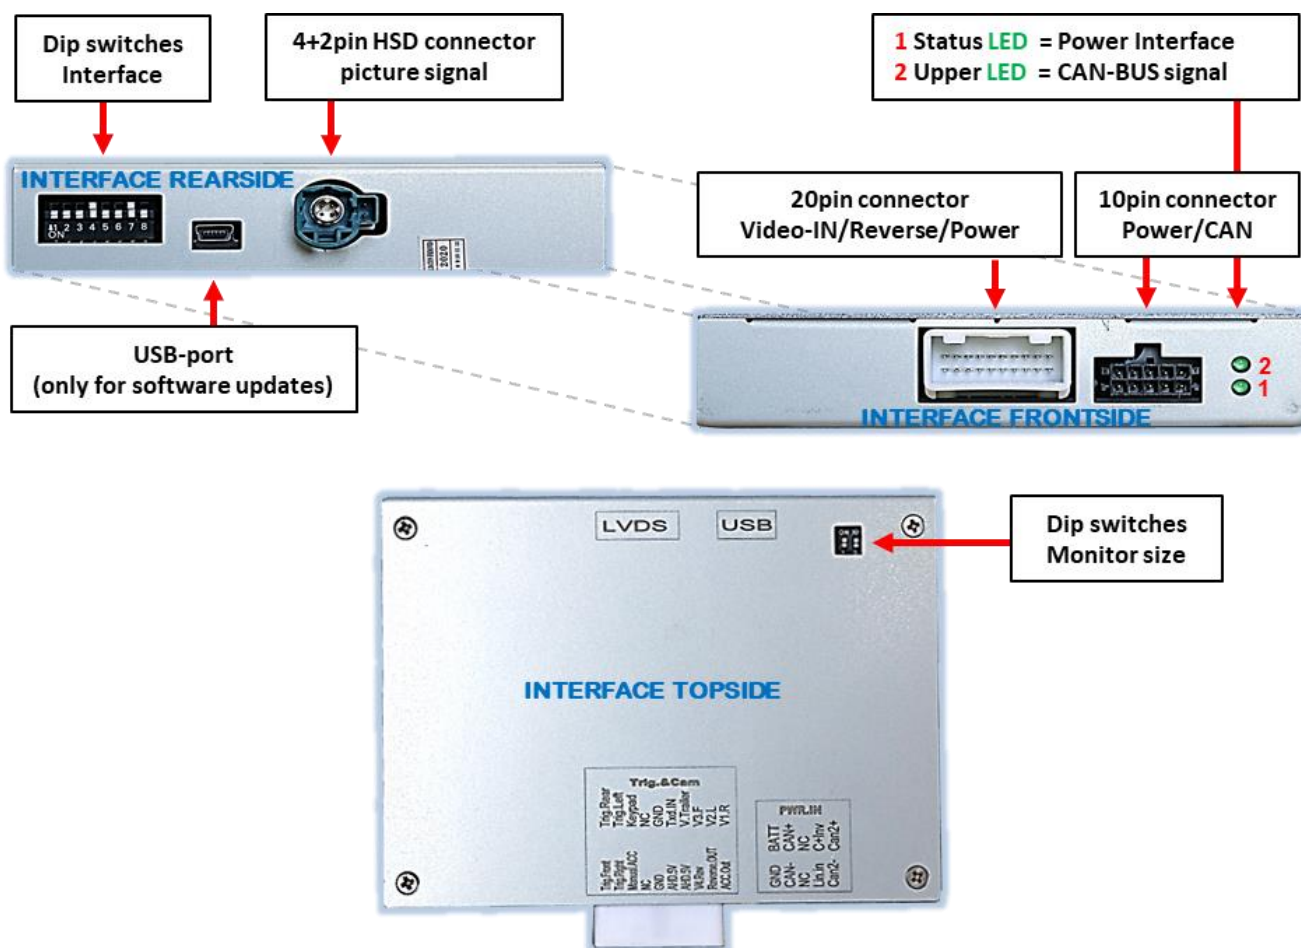 Dip switches
Interface
4+2pin HSD connector
picture signal
1 Status LED = Power Interface
2 Upper LED = CAN-BUS signal
INTERFACE REARSIDE
1 2 3 4 5 6 7 8
ON
2020
20pin connector
Video-IN/Reverse/Power
10pin connector
Power/CAN
USB-port
(only for software updates)
2
1
INTERFACE FRONTSIDE
LVDS
USB
Dip switches
Monitor size
INTERFACE TOPSIDE
Trig.&Cam
Trig.Rear
Trig.Left
Keypad
NC
GND
Txd.IN
V.Trailer
V3.F
V2.L
V1.R
Trig.Front
Trig.Right
Manual.ACC
NC
GND
AHD.5V
AHD.5V
V4.Rev
Reverse.OUT
ACC.Out
PWR.IN
BATT
CAN+
NC
C+Inv
Can2+
GND
CAN-
NC
Lin.in
Can2-